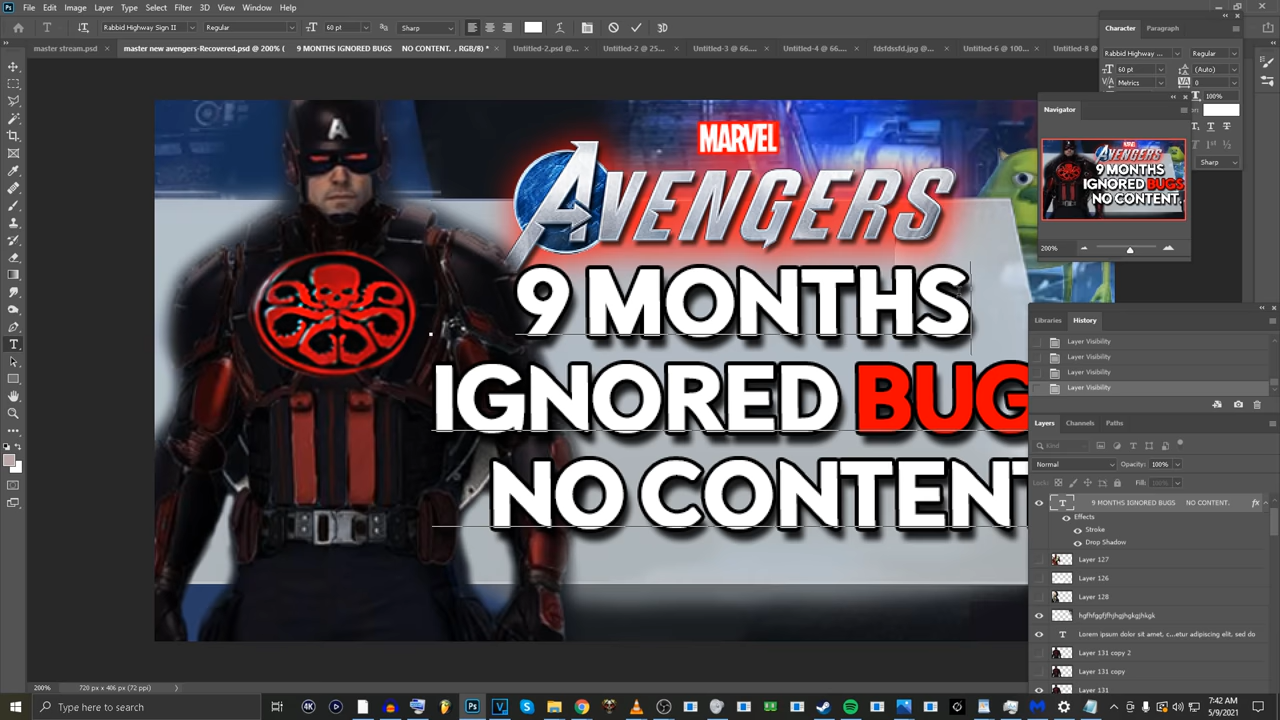 File Edit Image Layer Type Select Filter 3D View Window Help
Rabbid Highway Sign II Regular 60 pt Sharp 3D
master stream.psd master new avengers-Recovered.psd @ 200% ( 9 MONTHS IGNORED BUGS NO CONTENT. , RGB/8) * Untitled-2.psd @ ... Untitled-2 @ 25... Untitled-3 @ 66.... Untitled-4 @ 66.... fdsfdssfd.jpg @ ... Untitled-6 @ 100... Untitled-8 @
Character Paragraph
Rabbid Highway ... Regular
60 pt (Auto)
Metrics 0
100%
Sharp
Navigator
MARVEL
AVENGERS
9 MONTHS
IGNORED BUGS
NO CONTENT.
200%
A
MARVEL
AVENGERS
9 MONTHS
IGNORED BUG
NO CONTENT
Libraries History
Layer Visibility
Layer Visibility
Layer Visibility
Layer Visibility
Layers Channels Paths
Kind
Normal Opacity: 100%
Lock: Fill: 100%
9 MONTHS IGNORED BUGS NO CONTENT. fx
Effects
Stroke
Drop Shadow
Layer 127
Layer 126
Layer 128
hgfhfggfjfhjhgjhgkgjhkgk
Lorem ipsum dolor sit amet, c...etur adipiscing elit, sed do
Layer 131 copy 2
Layer 131 copy
Layer 131
200% 720 px x 406 px (72 ppi)
Type here to search
7:42 AM
5/9/2021